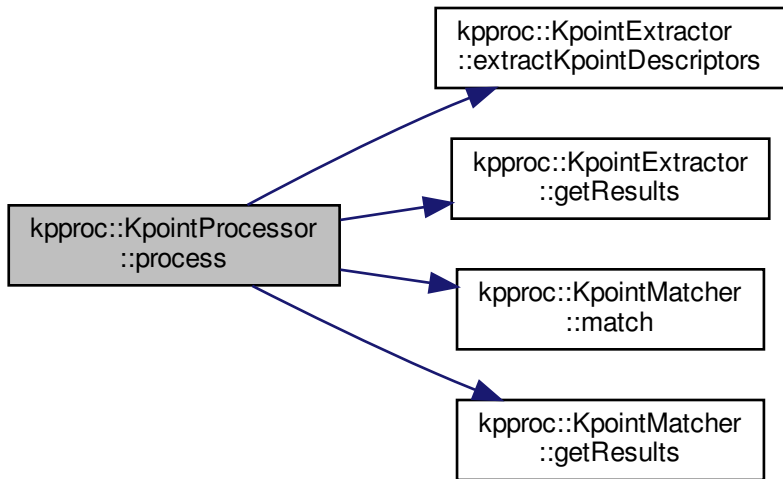 kpproc::KpointExtractor
::extractKpointDescriptors
kpproc::KpointExtractor
::getResults
kpproc::KpointProcessor
::process
kpproc::KpointMatcher
::match
kpproc::KpointMatcher
::getResults